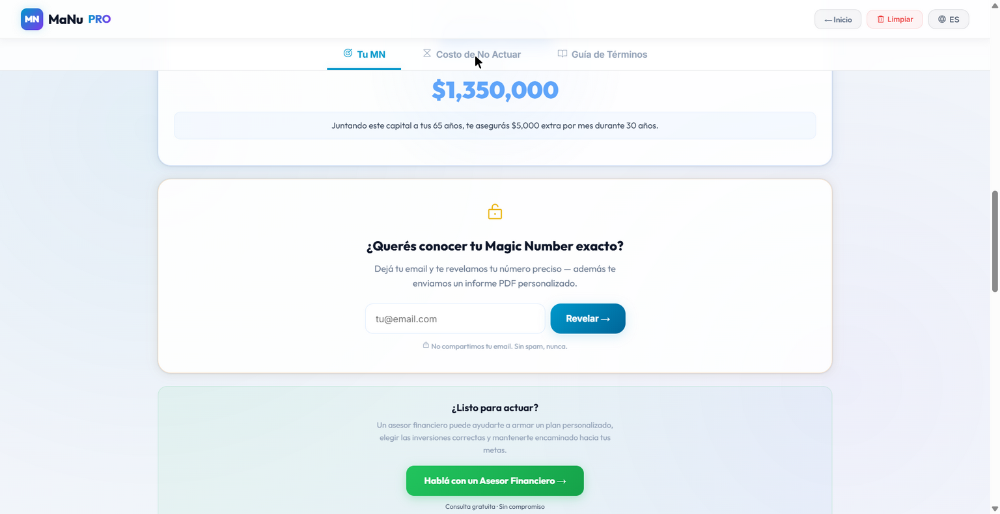 MN MaNu PRO
← Inicio
Limpiar
ES
Tu MN
Costo de No Actuar
Guía de Términos
$1,350,000
Juntando este capital a tus 65 años, te asegurás $5,000 extra por mes durante 30 años.
¿Querés conocer tu Magic Number exacto?
Dejá tu email y te revelamos tu número preciso — además te
enviamos un informe PDF personalizado.
tu@email.com
Revelar →
No compartimos tu email. Sin spam, nunca.
¿Listo para actuar?
Un asesor financiero puede ayudarte a armar un plan personalizado,
elegir las inversiones correctas y mantenerte encaminado hacia tus
metas.
Hablá con un Asesor Financiero →
Consulta gratuita · Sin compromiso